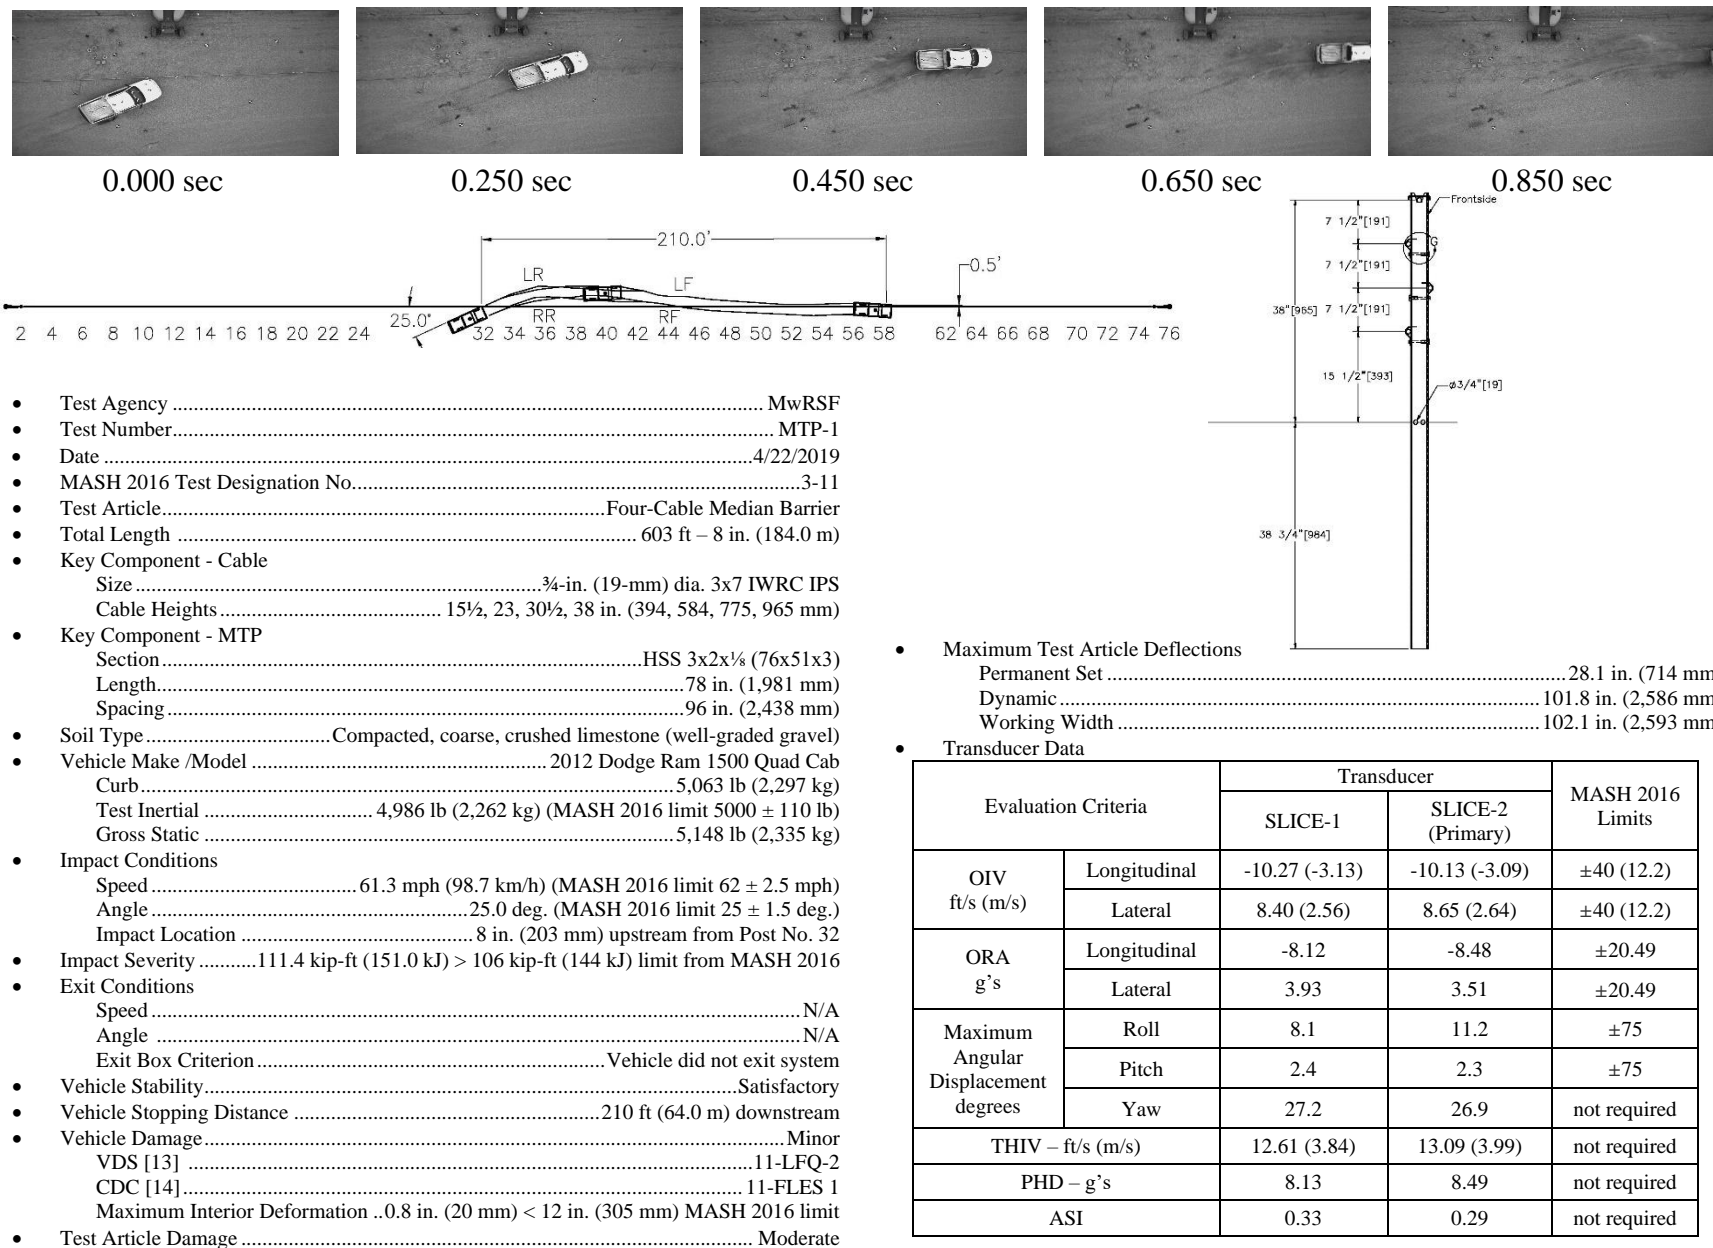 0.000 sec 0.250 sec 0.450 sec 0.650 sec 0.850 sec
210.0'
0.5'
LR LF
RR RF
25.0°
2 4 6 8 10 12 14 16 18 20 22 24 32 34 36 38 40 42 44 46 48 50 52 54 56 58 62 64 66 68 70 72 74 76
Frontside
7 1/2"[191]
G
7 1/2"[191]
38"[965] 7 1/2"[191]
15 1/2"[393]
⌀3/4"[19]
38 3/4"[984]
• Test Agency ........ MwRSF
• Test Number........ MTP-1
• Date ........4/22/2019
• MASH 2016 Test Designation No........3-11
• Test Article........Four-Cable Median Barrier
• Total Length ........ 603 ft – 8 in. (184.0 m)
• Key Component - Cable
Size ........¾-in. (19-mm) dia. 3x7 IWRC IPS
Cable Heights ........ 15½, 23, 30½, 38 in. (394, 584, 775, 965 mm)
• Key Component - MTP
Section........HSS 3x2x⅛ (76x51x3)
Length........78 in. (1,981 mm)
Spacing........96 in. (2,438 mm)
• Soil Type........Compacted, coarse, crushed limestone (well-graded gravel)
• Vehicle Make /Model ........ 2012 Dodge Ram 1500 Quad Cab
Curb........5,063 lb (2,297 kg)
Test Inertial ........ 4,986 lb (2,262 kg) (MASH 2016 limit 5000 ± 110 lb)
Gross Static ........5,148 lb (2,335 kg)
• Impact Conditions
Speed........61.3 mph (98.7 km/h) (MASH 2016 limit 62 ± 2.5 mph)
Angle........25.0 deg. (MASH 2016 limit 25 ± 1.5 deg.)
Impact Location ........ 8 in. (203 mm) upstream from Post No. 32
• Impact Severity ........111.4 kip-ft (151.0 kJ) > 106 kip-ft (144 kJ) limit from MASH 2016
• Exit Conditions
Speed........N/A
Angle ........N/A
Exit Box Criterion........Vehicle did not exit system
• Vehicle Stability........Satisfactory
• Vehicle Stopping Distance ........210 ft (64.0 m) downstream
• Vehicle Damage........Minor
VDS [13] ........11-LFQ-2
CDC [14]........ 11-FLES 1
Maximum Interior Deformation ..0.8 in. (20 mm) < 12 in. (305 mm) MASH 2016 limit
• Test Article Damage ........ Moderate
• Maximum Test Article Deflections
Permanent Set ........28.1 in. (714 mm
Dynamic........101.8 in. (2,586 mm
Working Width ........102.1 in. (2,593 mm
• Transducer Data
Evaluation Criteria Transducer MASH 2016 Limits
SLICE-1 SLICE-2 (Primary)
OIV ft/s (m/s) Longitudinal -10.27 (-3.13) -10.13 (-3.09) ±40 (12.2)
Lateral 8.40 (2.56) 8.65 (2.64) ±40 (12.2)
ORA g's Longitudinal -8.12 -8.48 ±20.49
Lateral 3.93 3.51 ±20.49
Maximum Angular Displacement degrees Roll 8.1 11.2 ±75
Pitch 2.4 2.3 ±75
Yaw 27.2 26.9 not required
THIV – ft/s (m/s) 12.61 (3.84) 13.09 (3.99) not required
PHD – g's 8.13 8.49 not required
ASI 0.33 0.29 not required